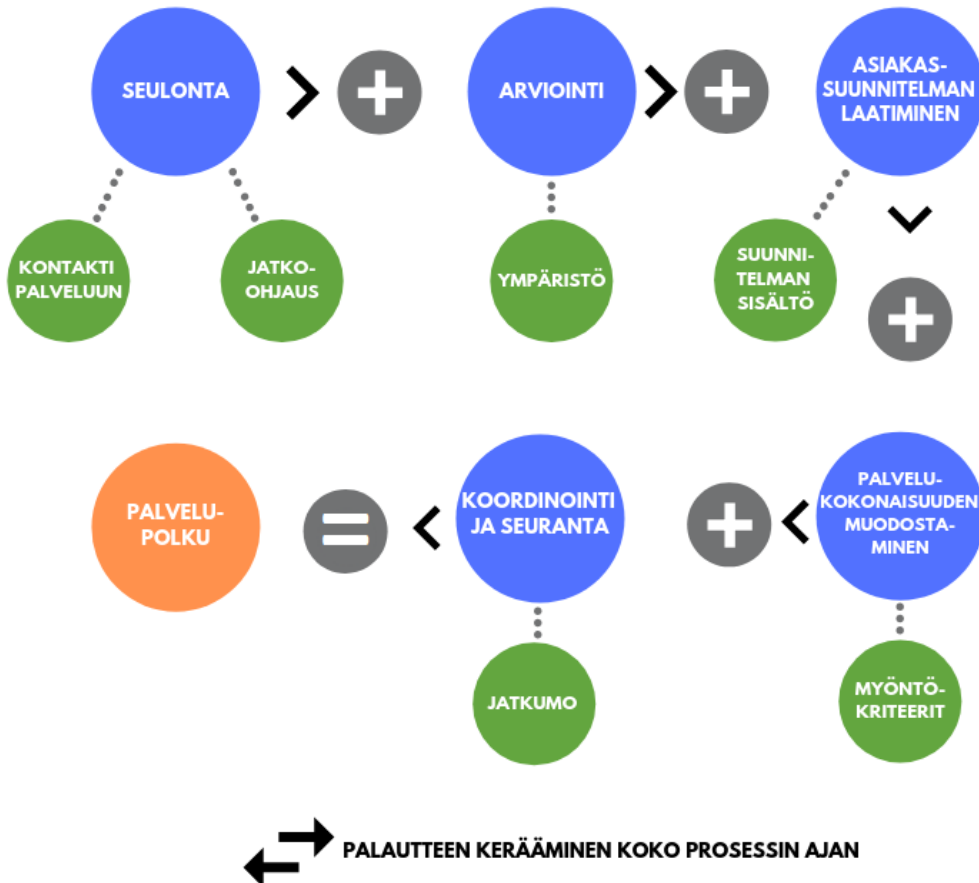 SEULONTA
+
ARVIOINTI
+
ASIAKAS-
SUUNNITELMAN
LAATIMINEN
KONTAKTI
PALVELUUN
JATKO-
OHJAUS
YMPÄRISTÖ
SUUNNI-
TELMAN
SISÄLTÖ
+
PALVELU-
KOKONAISUUDEN
MUODOSTA-
MINEN
+
KOORDINOINTI
JA SEURANTA
=
PALVELU-
POLKU
JATKUMO
MYÖNTÖ-
KRITEERIT
PALAUTTEEN KERÄÄMINEN KOKO PROSESSIN AJAN